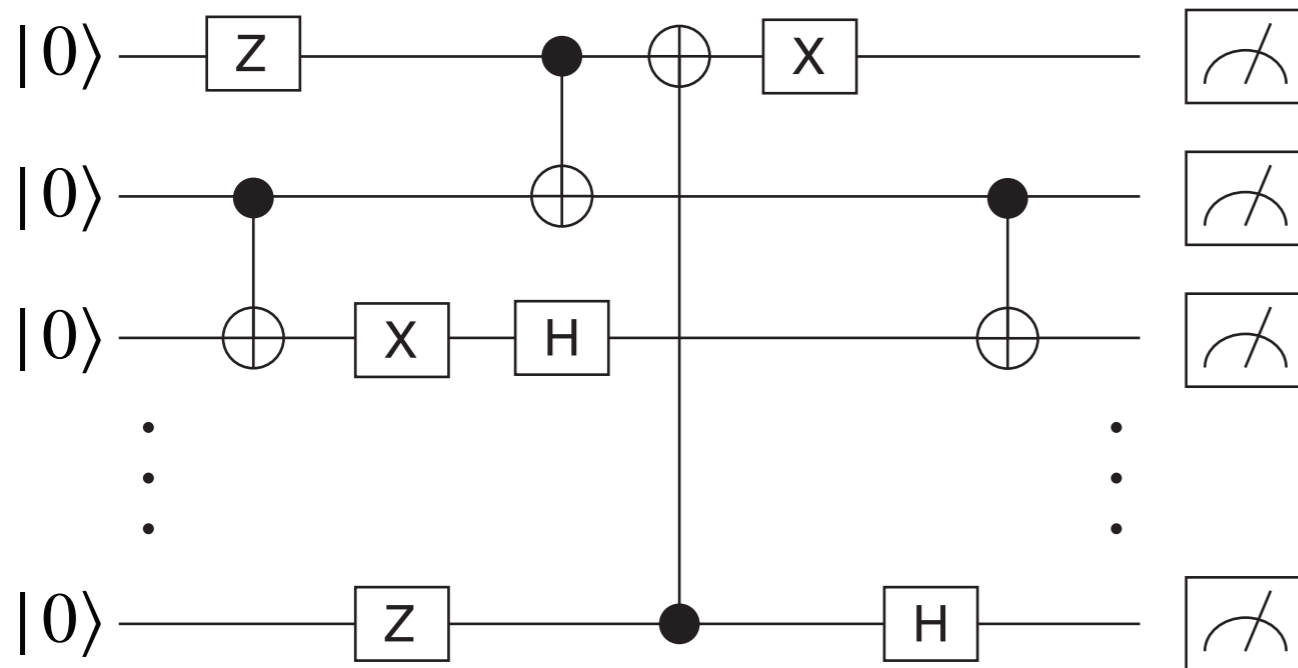 |0⟩ Z X
|0⟩
|0⟩ X H
|0⟩ Z H